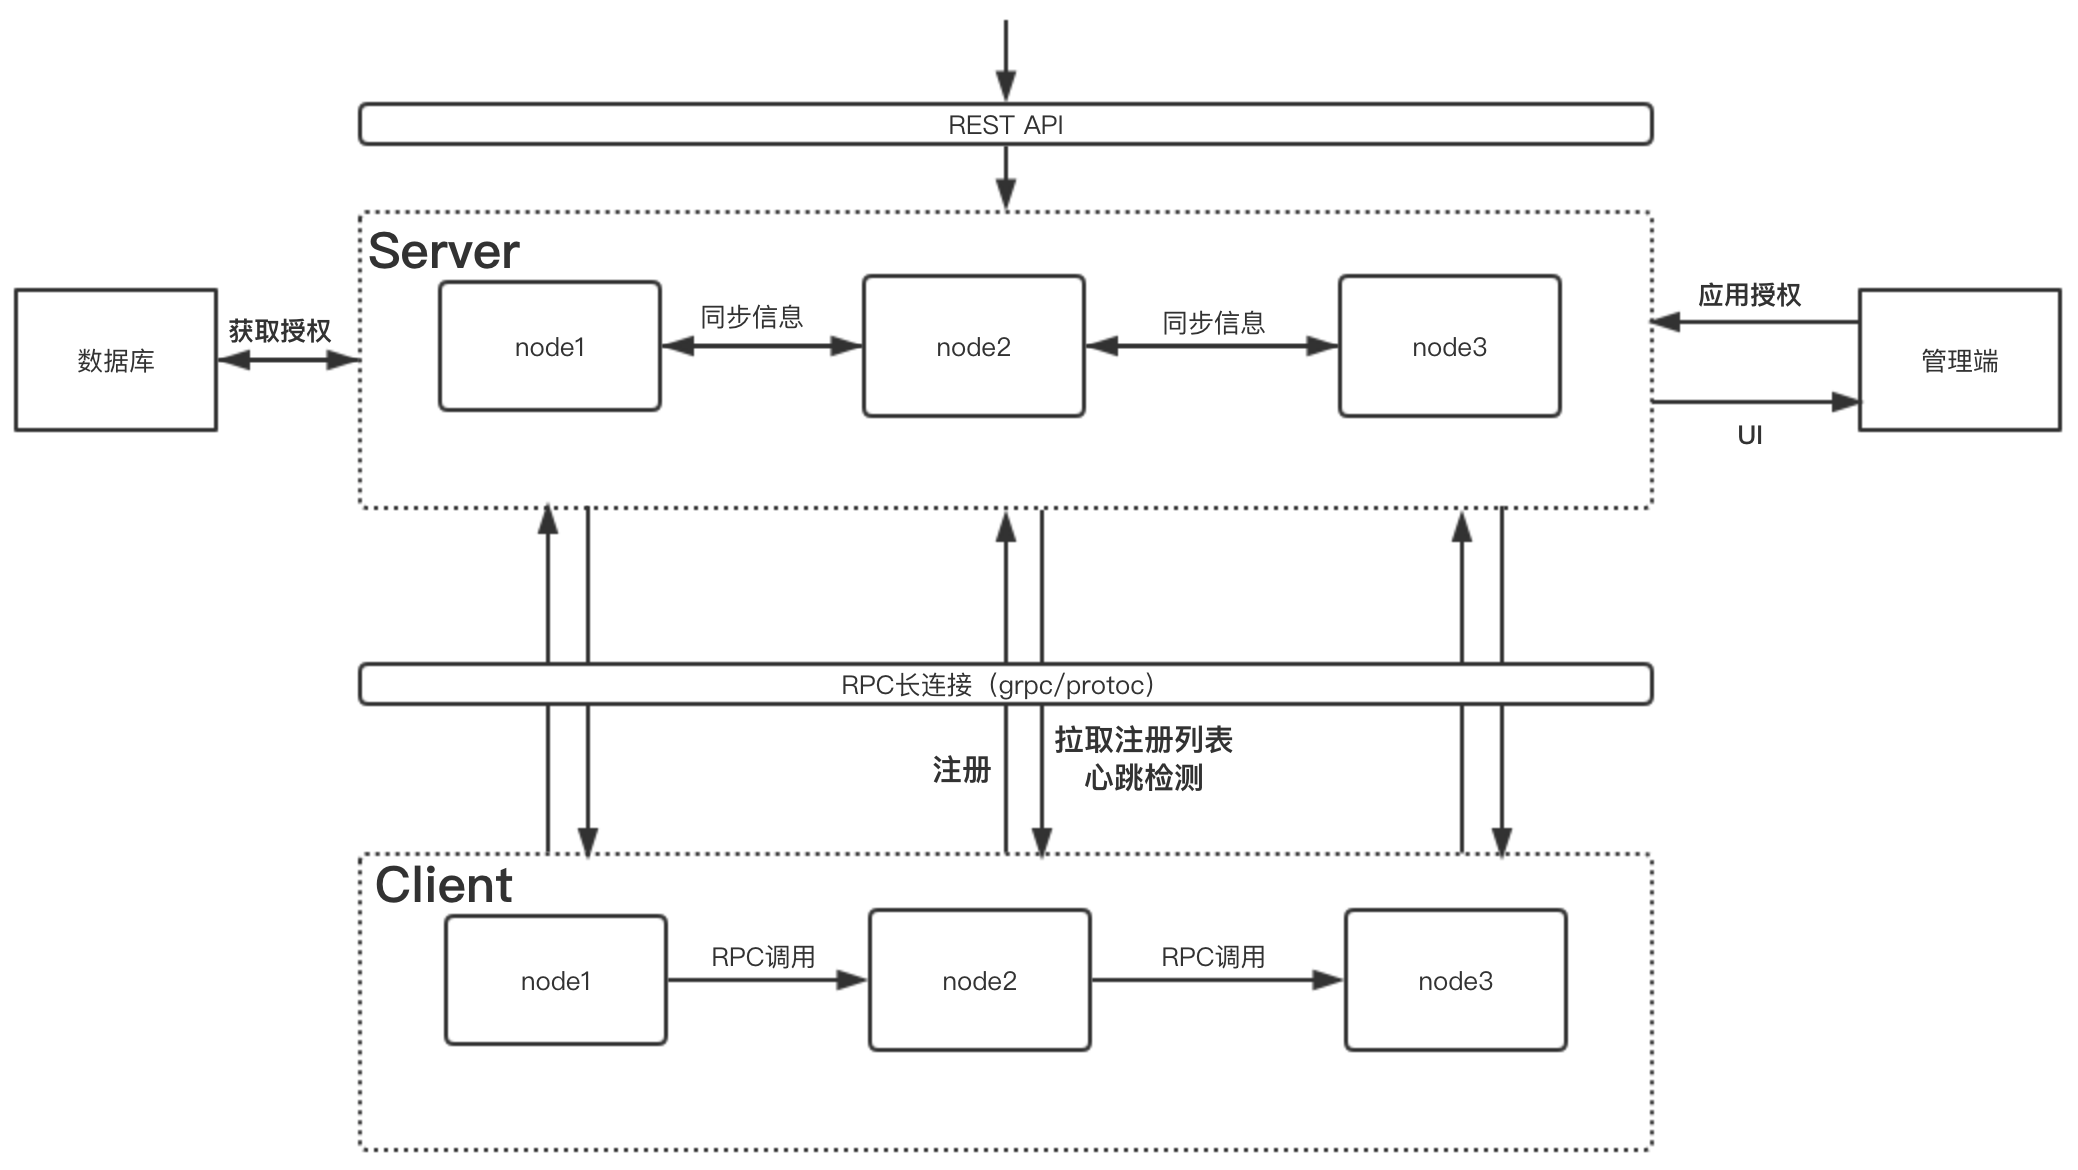 REST API
Server
数据库
获取授权
node1
同步信息
node2
同步信息
node3
应用授权
管理端
UI
RPC长连接（grpc/protoc）
注册
拉取注册列表
心跳检测
Client
node1
RPC调用
node2
RPC调用
node3